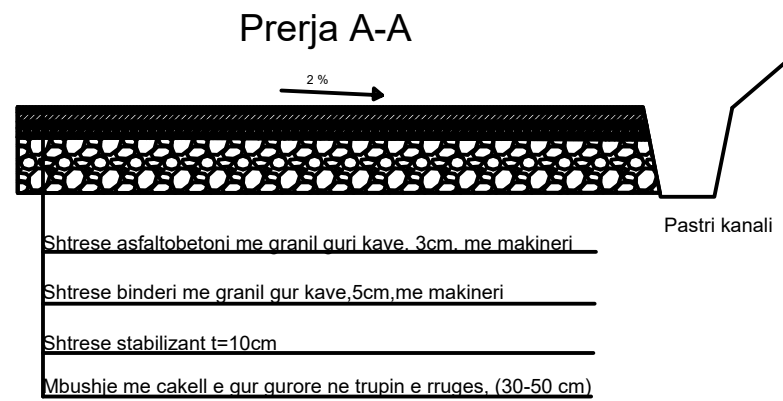 Prerja A-A
2 %
Pastri kanali
Shtrese asfaltobetoni me granil guri kave. 3cm. me makineri
Shtrese binderi me granil gur kave,5cm,me makineri
Shtrese stabilizant t=10cm
Mbushje me cakell e gur gurore ne trupin e rruges, (30-50 cm)